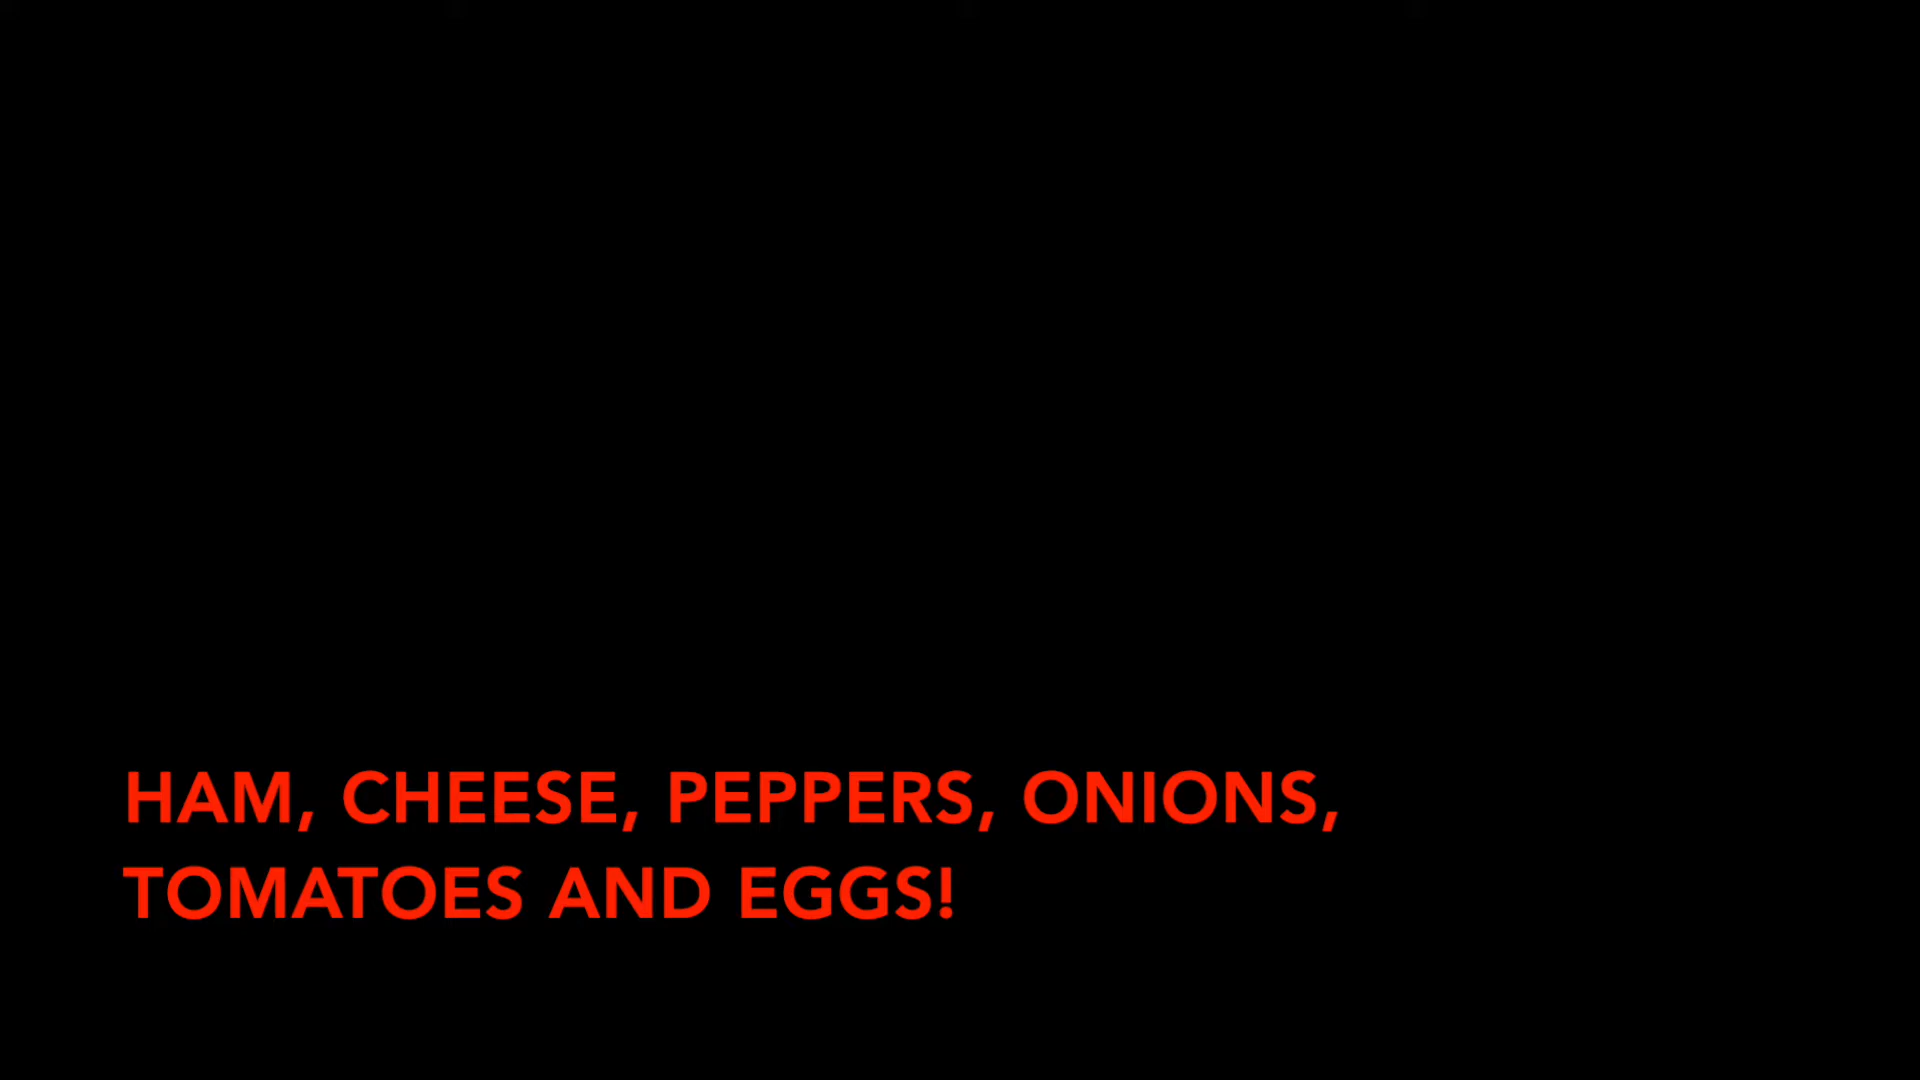 HAM, CHEESE, PEPPERS, ONIONS,
TOMATOES AND EGGS!